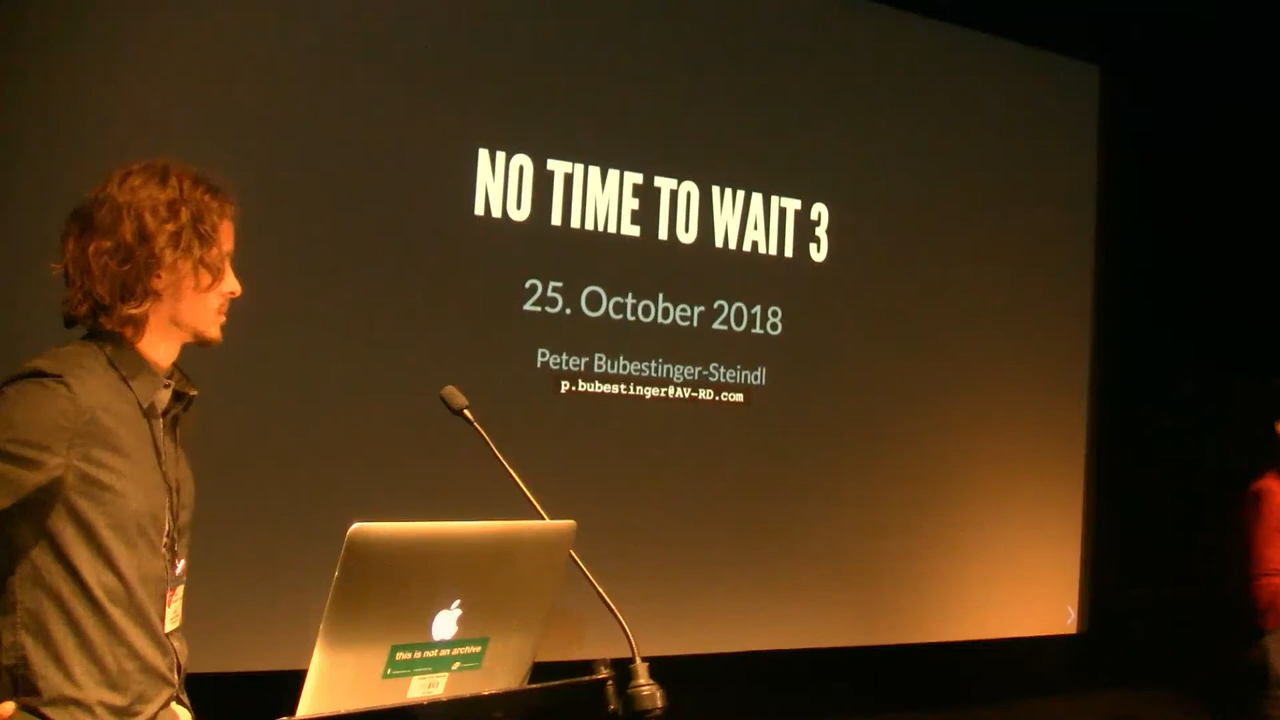 NO TIME TO WAIT 3
25. October 2018
Peter Bubestinger-Steindl
p.bubestinger@AV-RD.com
this is not an archive